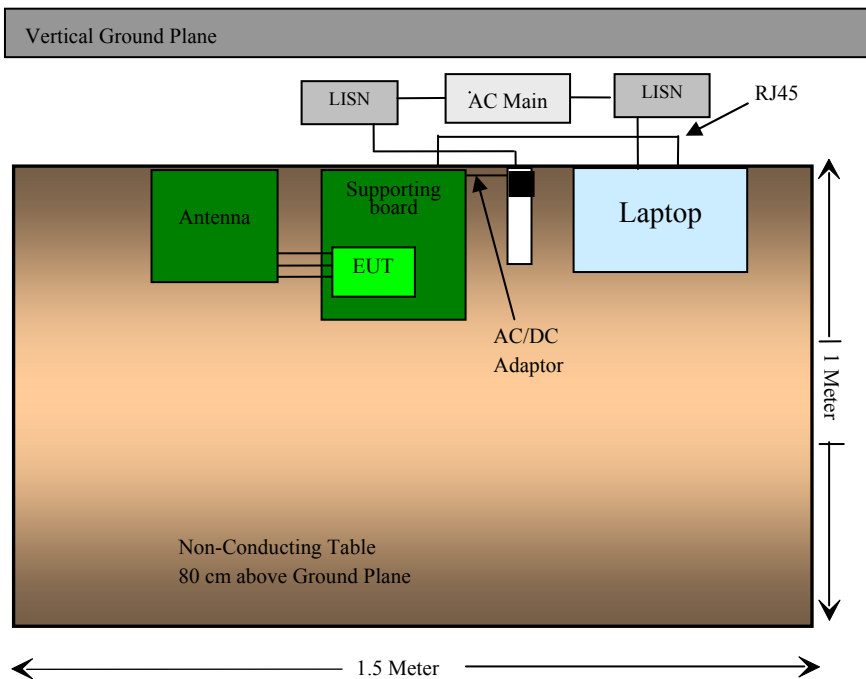 Vertical Ground Plane
LISN
AC Main
LISN
RJ45
Antenna
Supporting
board
Laptop
EUT
AC/DC
Adaptor
1 Meter
Non-Conducting Table
80 cm above Ground Plane
1.5 Meter